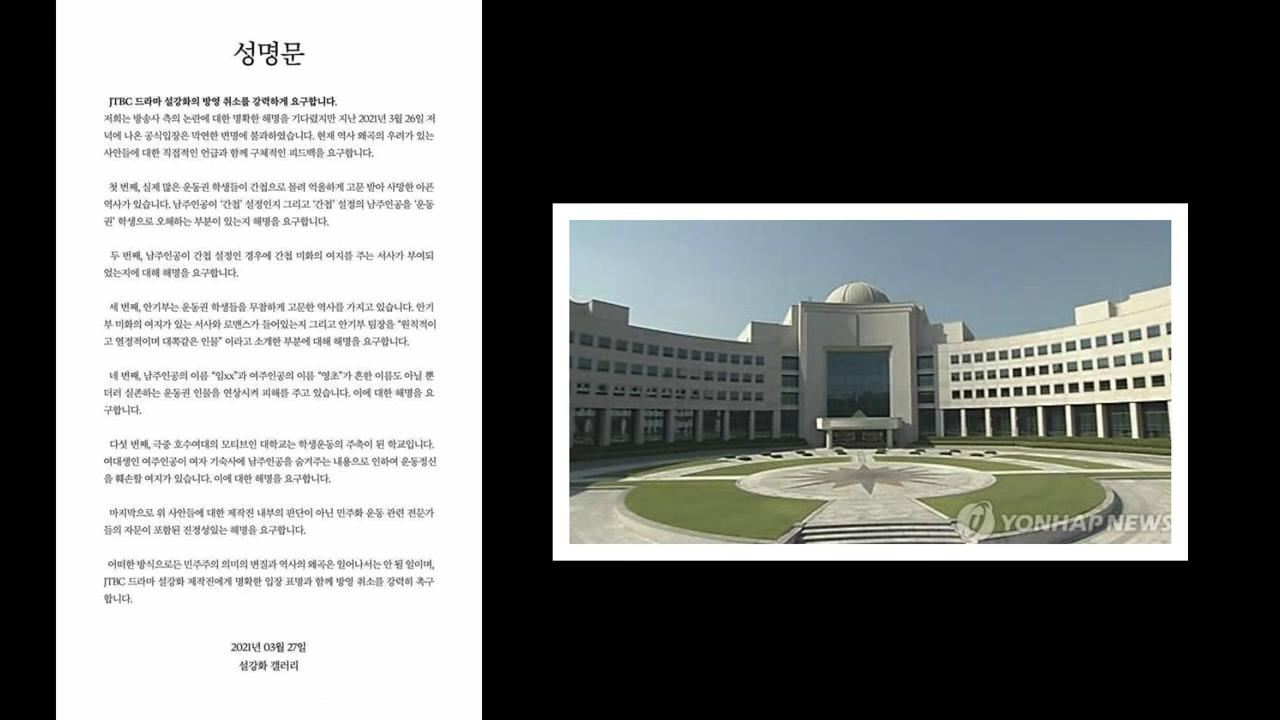 성명문
JTBC 드라마 설강화의 방영 취소를 강력하게 요구합니다.
저희는 방송사 측의 논란에 대한 명확한 해명을 기다렸지만 지난 2021년 3월 26일 저
녁에 나온 공식입장은 막연한 변명에 불과하였습니다. 현재 역사 왜곡의 우려가 있는
사안들에 대한 직접적인 언급과 함께 구체적인 피드백을 요구합니다.
첫 번째, 실제 많은 운동권 학생들이 간첩으로 몰려 억울하게 고문 받아 사망한 아픈
역사가 있습니다. 남주인공이 '간첩' 설정인지 그리고 '간첩' 설정의 남주인공을 '운동
권' 학생으로 오해하는 부분이 있는지 해명을 요구합니다.
두 번째, 남주인공이 간첩 설정인 경우에 간첩 미화의 여지를 주는 서사가 부여되
었는지에 대해 해명을 요구합니다.
세 번째, 안기부는 운동권 학생들을 무참하게 고문한 역사를 가지고 있습니다. 안기
부 미화의 여지가 있는 서사와 로맨스가 들어있는지 그리고 안기부 팀장을 "원칙적이
고 열정적이며 대쪽같은 인물" 이라고 소개한 부분에 대해 해명을 요구합니다.
네 번째, 남주인공의 이름 "임xx"과 여주인공의 이름 "영초"가 흔한 이름도 아닐 뿐
더러 실존하는 운동권 인물을 연상시켜 피해를 주고 있습니다. 이에 대한 해명을 요
구합니다.
다섯 번째, 극중 호수여대의 모티브인 대학교는 학생운동의 주축이 된 학교입니다.
여대생인 여주인공이 여자 기숙사에 남주인공을 숨겨주는 내용으로 인하여 운동정신
을 훼손할 여지가 있습니다. 이에 대한 해명을 요구합니다.
마지막으로 위 사안들에 대한 제작진 내부의 판단이 아닌 민주화 운동 관련 전문가
들의 자문이 포함된 진정성있는 해명을 요구합니다.
어떠한 방식으로든 민주주의 의미의 변질과 역사의 왜곡은 일어나서는 안 될 일이며,
JTBC 드라마 설강화 제작진에게 명확한 입장 표명과 함께 방영 취소를 강력히 촉구
합니다.
2021년 03월 27일
설강화 갤러리
YONHAP NEWS